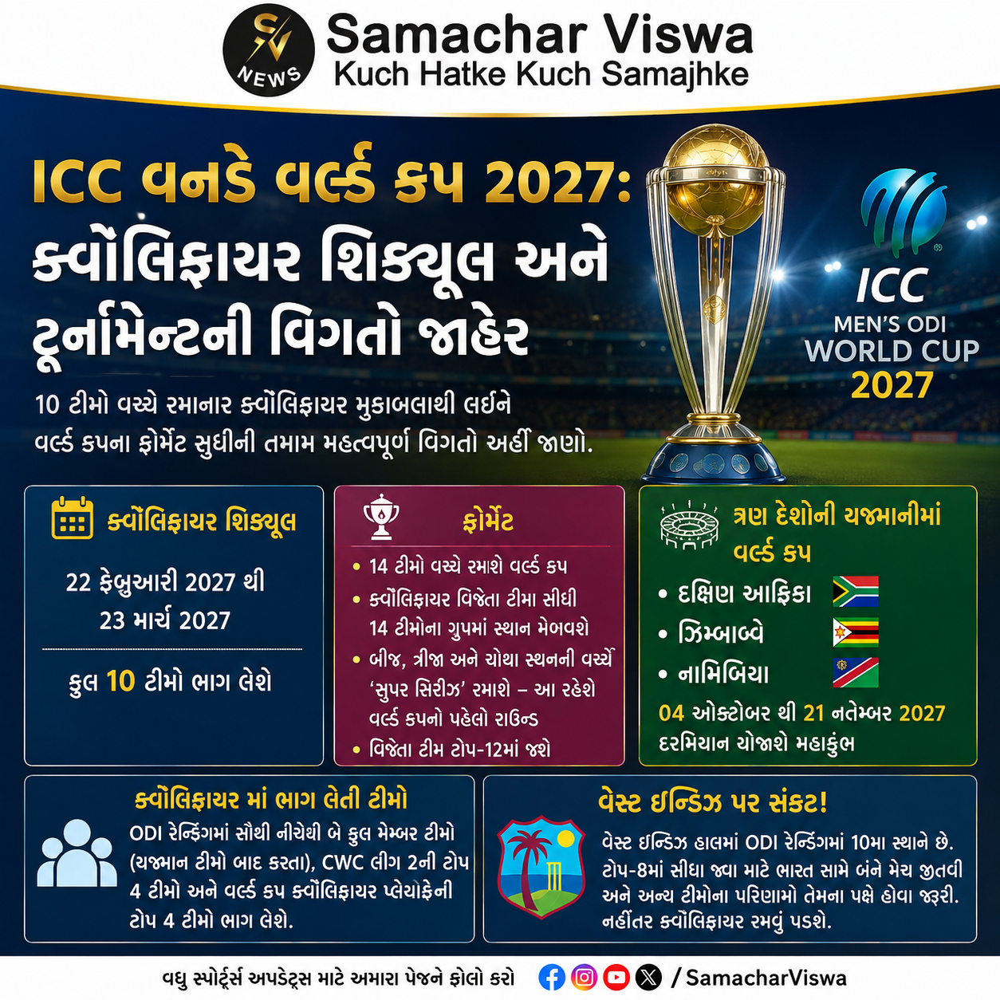 SV
NEWS
Samachar Viswa
Kuch Hatke Kuch Samajhke
ICC વનડે વર્લ્ડ કપ 2027:
ક્વોલિફાયર શિક્યૂલ અને
ટૂર્નામેન્ટની વિગતો જાહેર
10 ટીમો વચ્ચે રમાનાર ક્વોલિફાયર મુકાબલાથી લઈને
વર્લ્ડ કપના ફોર્મેટ સુધીની તમામ મહત્વપૂર્ણ વિગતો અહીં જાણો.
ICC
MEN'S ODI
WORLD CUP
2027
ક્વોલિફાયર શિક્યૂલ
22 ફેબ્રુઆરી 2027 થી
23 માર્ચ 2027
કુલ 10 ટીમો ભાગ લેશે
ફોર્મેટ
• 14 ટીમો વચ્ચે રમાશે વર્લ્ડ કપ
• ક્વોલિફાયર વિજેતા ટીમા સીધી
14 ટીમોના ગ્રુપમાં સ્થાન મેબવશે
• બીજ, ત્રીજા અને ચોથા સ્થનની વચ્ચે
‘સુપર સિરીઝ’ રમાશે – આ રહેશે
વર્લ્ડ કપનો પહેલો રાઉન્ડ
• વિજેતા ટીમ ટોપ-12માં જશે
ત્રણ દેશોની યજમાનીમાં
વર્લ્ડ કપ
• દક્ષિણ આફ્રિકા
• ઝિમ્બાબ્વે
• નામિબિયા
04 ઓક્ટોબર થી 21 નતેમ્બર 2027
દરમિયાન યોજાશે મહાકુંભ
ક્વોલિફાયર માં ભાગ લેતી ટીમો
ODI રેન્કિંગમાં સૌથી નીચેથી બે કુલ મેમ્બર ટીમો
(યજમાન ટીમો બાદ કરતા), CWC લીગ 2ની ટોપ
4 ટીમો અને વર્લ્ડ કપ ક્વોલિફાયર પ્લેયોફેની
ટોપ 4 ટીમો ભાગ લેશે.
વેસ્ટ ઇન્ડિઝ પર સંકટ!
વેસ્ટ ઇન્ડિઝ હાલમાં ODI રેન્ડિંગમાં 10મા સ્થાને છે.
ટોપ-8માં સીધા જવા માટે ભારત સામે બંને મેચ જીતવી
અને અન્ય ટીમોના પરિણામો તેમના પક્ષે હોવા જરૂરી.
નહીંતર ક્વોલિફાયર રમવું પડશે.
વધુ સ્પોર્ટ્સ અપડેટ્સ માટે અમારા પેજને ફોલો કરો
/SamacharViswa